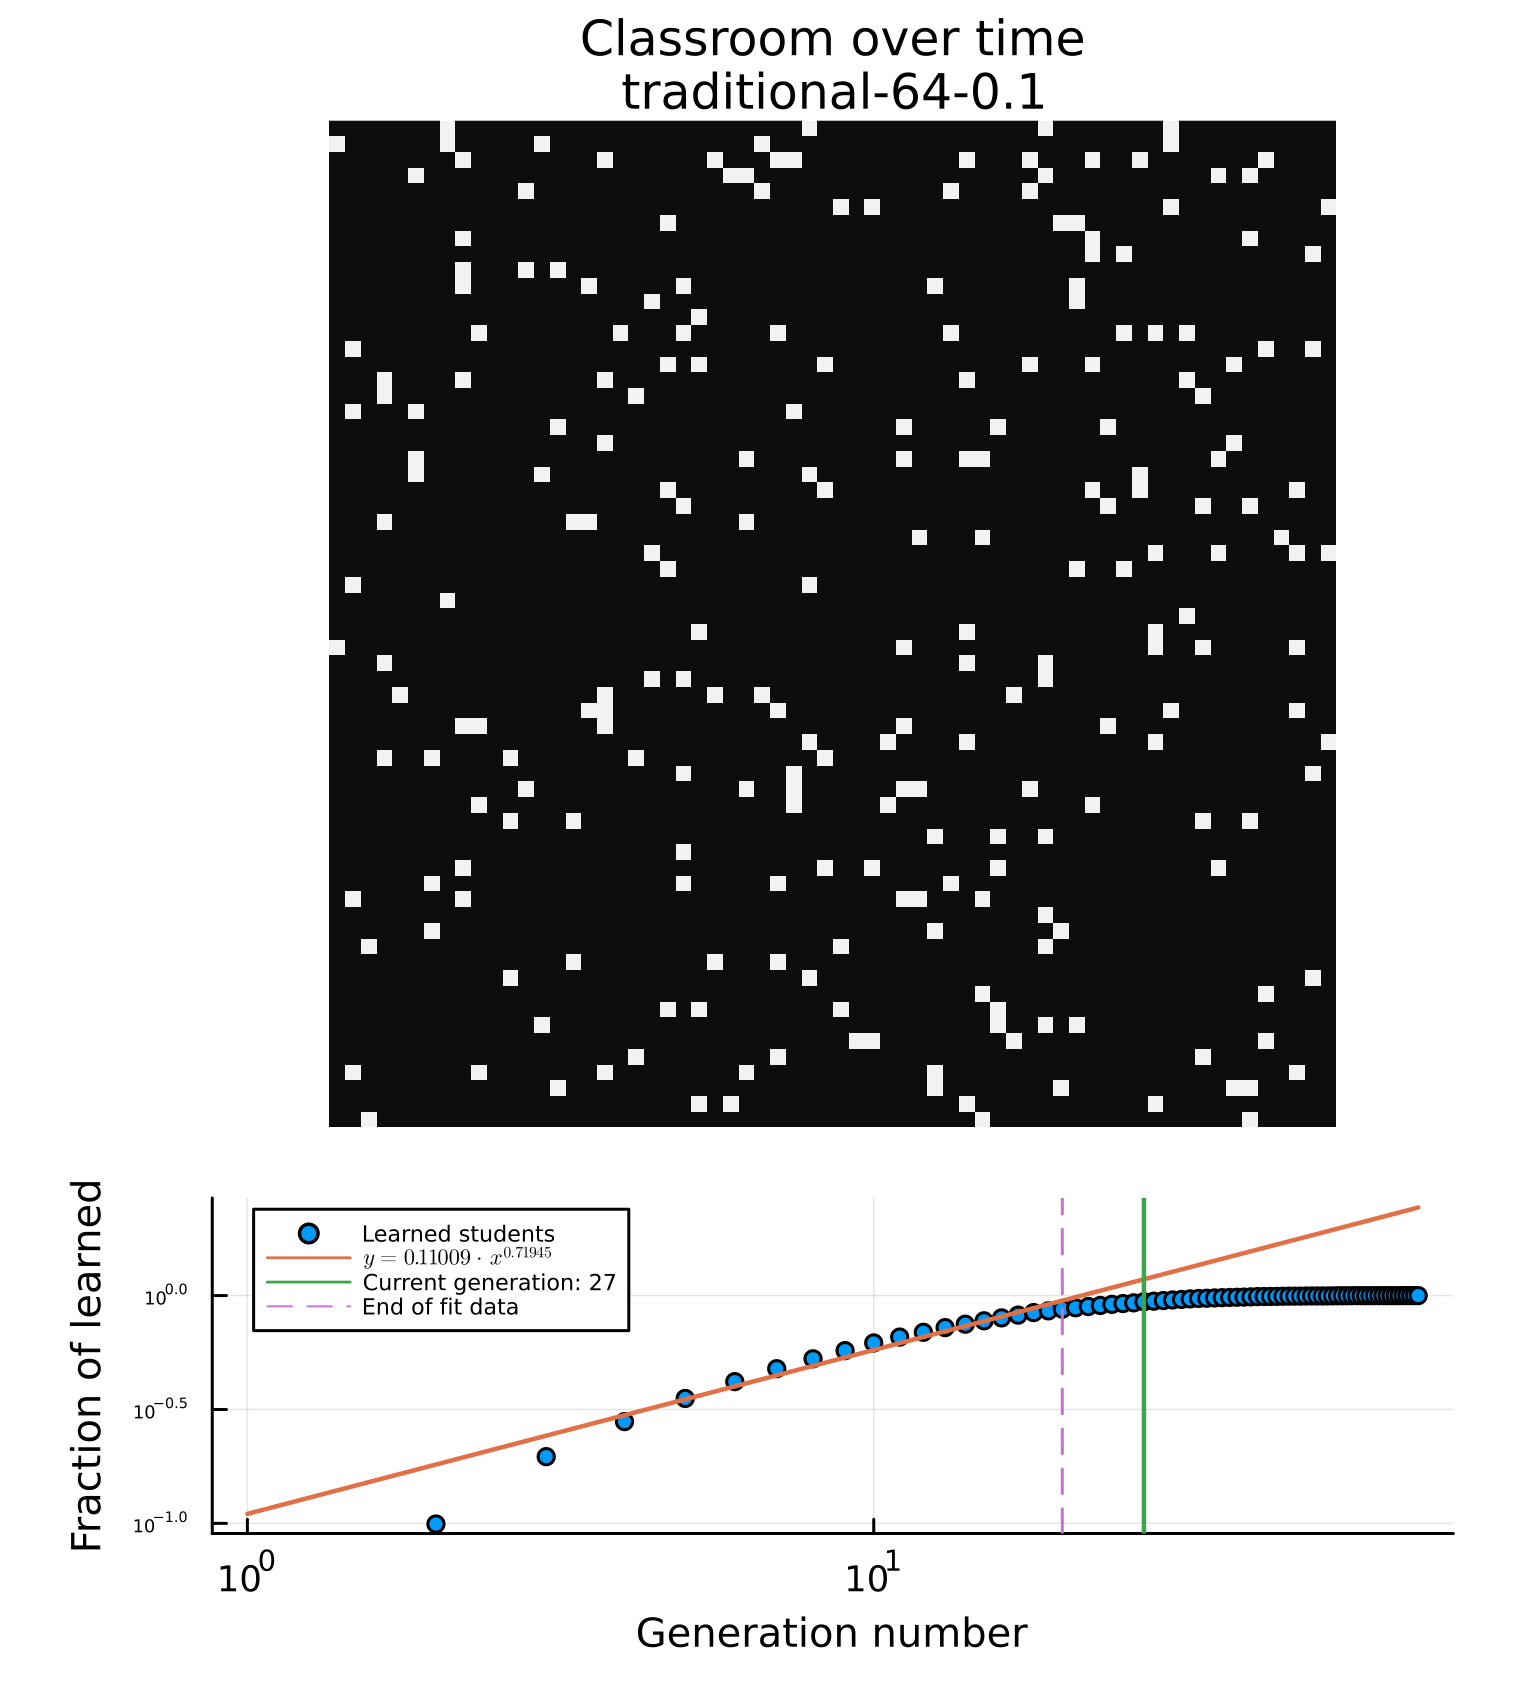 Classroom over time
traditional-64-0.1
Fraction of learned
Learned students
y = 0.11009 · x^0.71945
Current generation: 27
End of fit data
10^0.0
10^−0.5
10^−1.0
10^0
10^1
Generation number